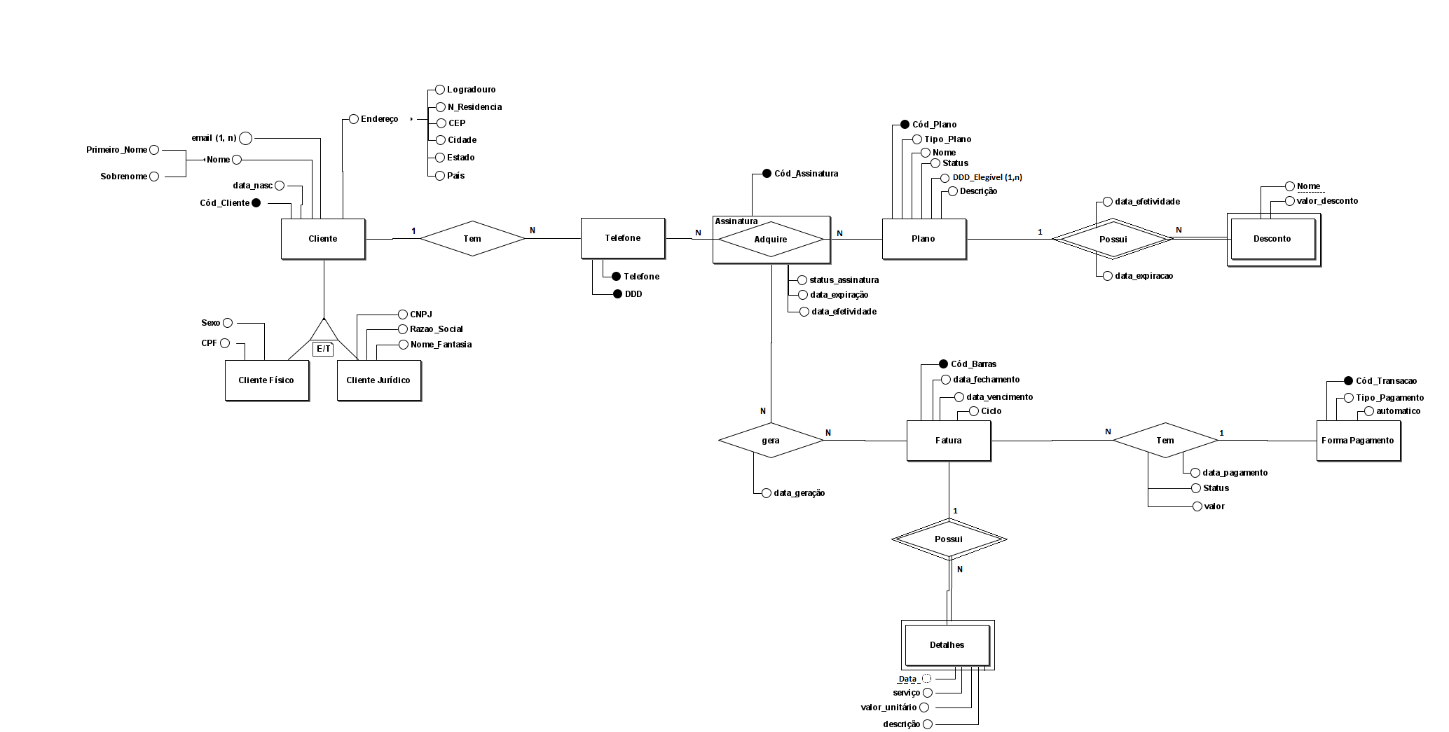 Logradouro
N_Residencia
Endereço
CEP
Cidade
Estado
País
email (1, n)
Primeiro_Nome
Nome
Sobrenome
data_nasc
Cód_Cliente
Cliente
1
Tem
N
Telefone
Telefone
DDD
N
Cód_Assinatura
Assinatura
Adquire
N
status_assinatura
data_expiração
data_efetividade
Cód_Plano
Tipo_Plano
Nome
Status
DDD_Elegível (1,n)
Descrição
Plano
1
data_efetividade
Possui
data_expiracao
N
Nome
valor_desconto
Desconto
Sexo
CPF
E/T
CNPJ
Razao_Social
Nome_Fantasia
Cliente Físico
Cliente Jurídico
N
gera
N
data_geração
Cód_Barras
data_fechamento
data_vencimento
Ciclo
Fatura
N
Tem
1
data_pagamento
Status
valor
Cód_Transacao
Tipo_Pagamento
automatico
Forma Pagamento
1
Possui
N
Detalhes
Data_
serviço
valor_unitário
descrição